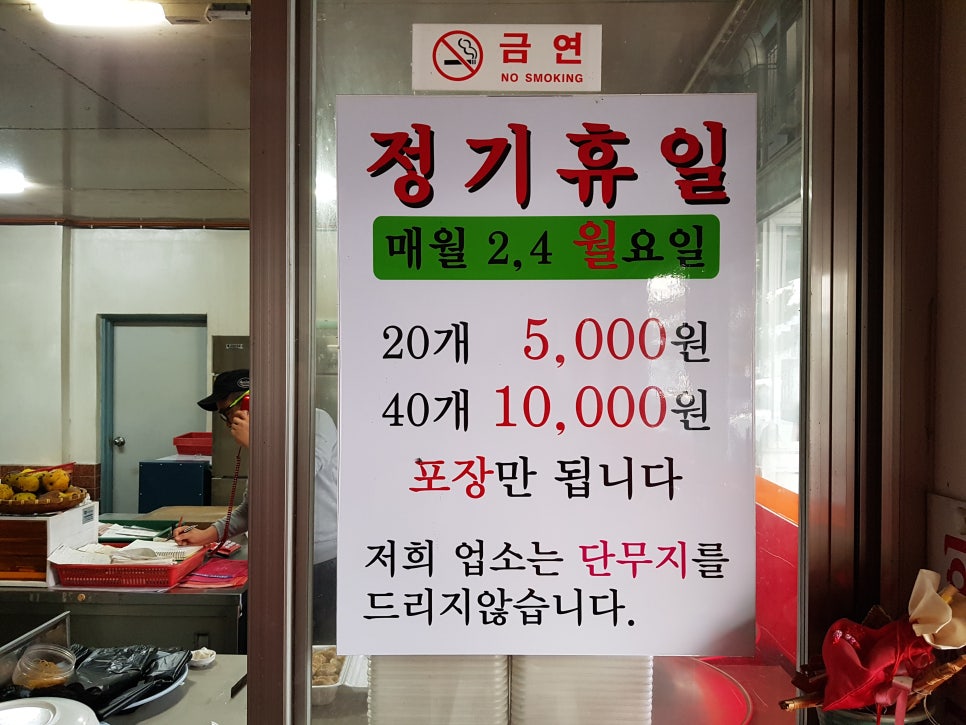 금연
NO SMOKING
정기휴일
매월 2,4 월요일
20개 5,000원
40개 10,000원
포장만 됩니다
저희 업소는 단무지를
드리지않습니다.